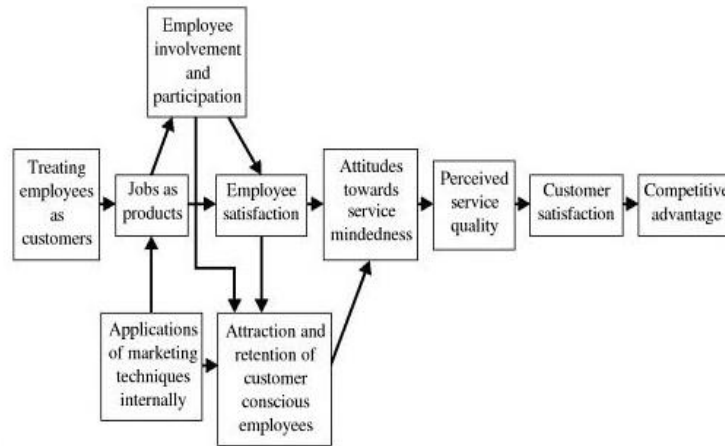 Employee
involvement
and
participation
Treating
employees
as
customers
Jobs as
products
Employee
satisfaction
Attitudes
towards
service
mindedness
Perceived
service
quality
Customer
satisfaction
Competitive
advantage
Applications
of marketing
techniques
internally
Attraction and
retention of
customer
conscious
employees